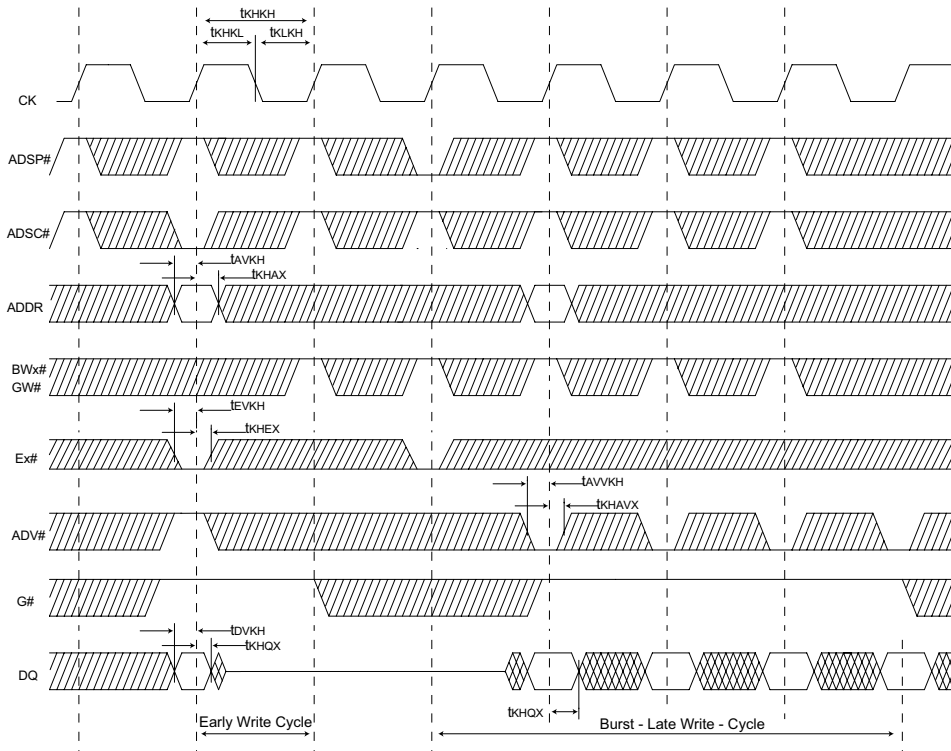 tKHKH
tKHKL
tKLKH
CK
ADSP#
ADSC#
tAVKH
tKHAX
ADDR
BWx#
GW#
tEVKH
tKHEX
Ex#
tAVVKH
tKHAVX
ADV#
G#
tDVKH
tKHQX
DQ
tKHQX
Early Write Cycle
Burst - Late Write - Cycle